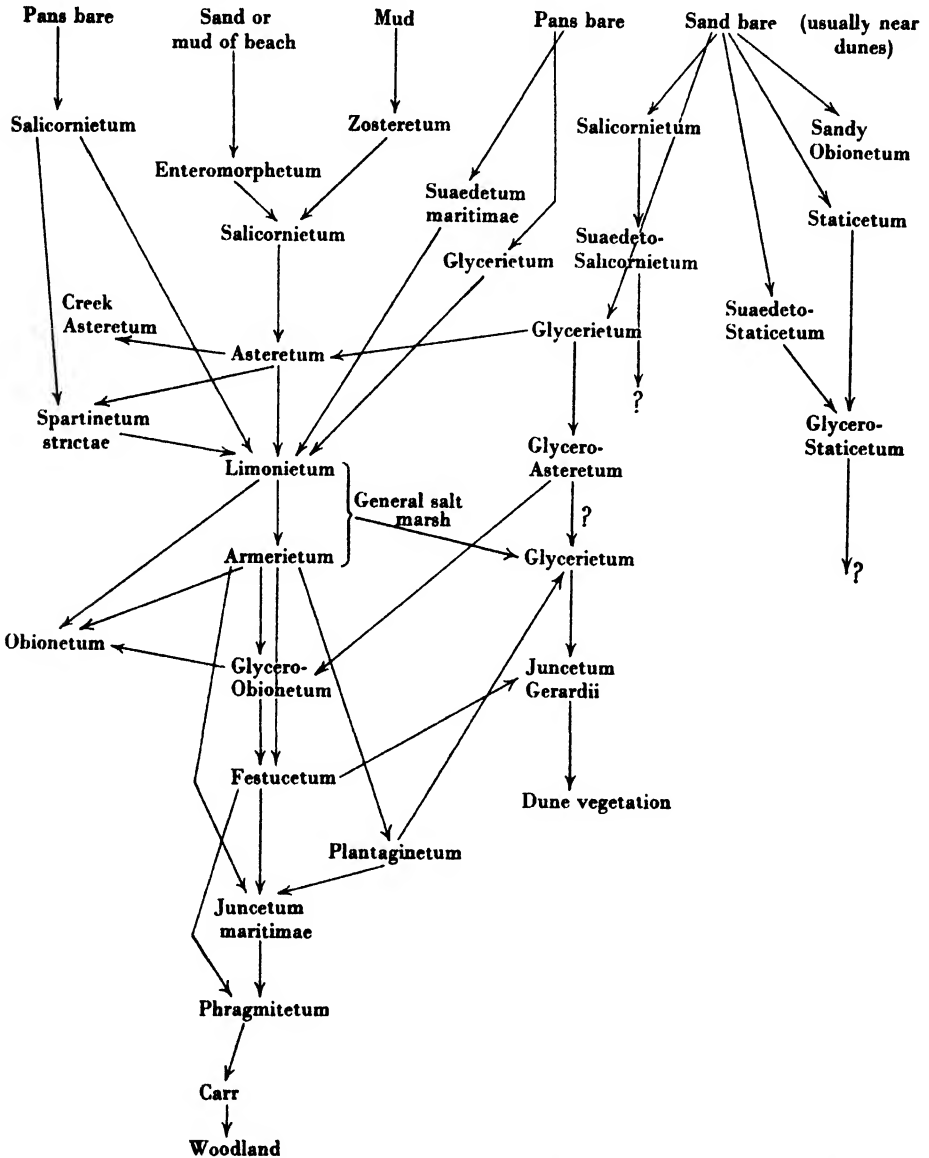 Pans bare
Sand or
mud of beach
Mud
Pans bare
Sand bare
(usually near
dunes)
Salicornietum
Zosteretum
Salicornietum
Sandy
Obionetum
Enteromorphetum
Suaedetum
maritimae
Staticetum
Salicornietum
Suaedeto-
Salicornietum
Glycerietum
Creek
Asteretum
Suaedeto-
Staticetum
Glycerietum
Asteretum
?
Spartinetum
strictae
Glycero-
Staticetum
Glycero-
Asteretum
Limonietum
General salt
marsh
?
Armerietum
Glycerietum
?
Obionetum
Glycero-
Obionetum
Juncetum
Gerardii
Festucetum
Dune vegetation
Plantaginetum
Juncetum
maritimae
Phragmitetum
Carr
Woodland